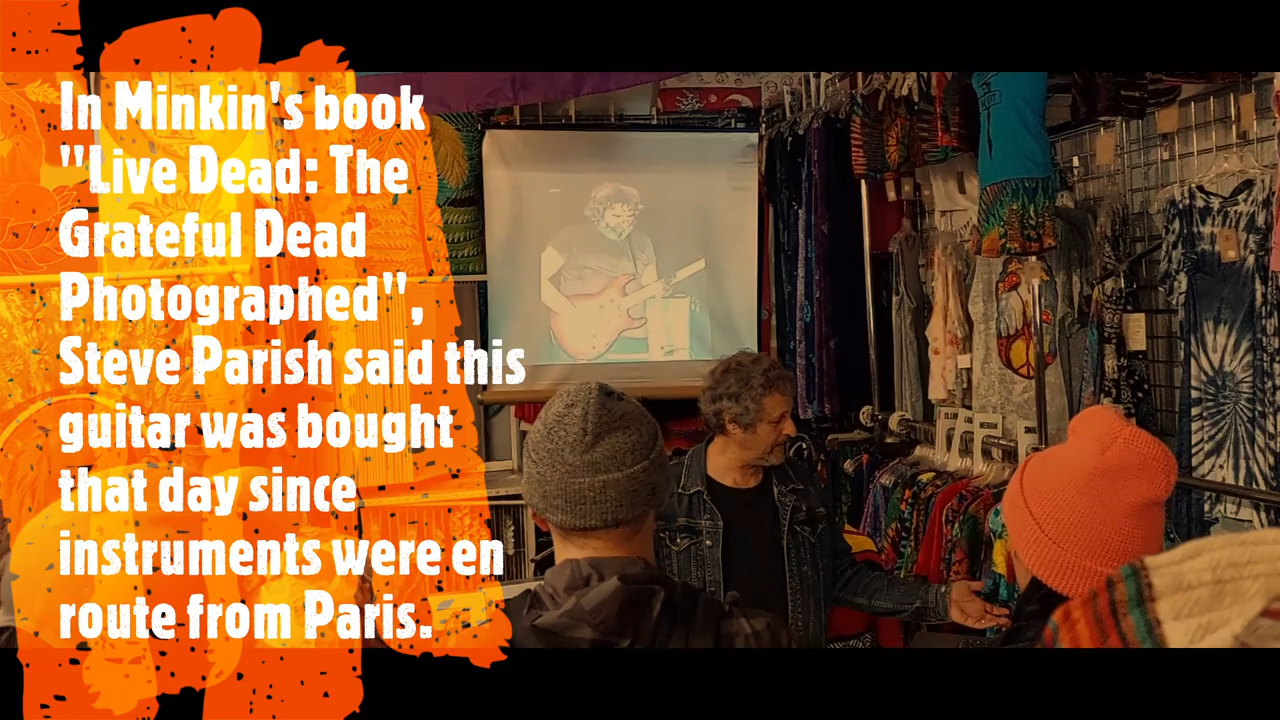 In Minkin's book
"Live Dead: The
Grateful Dead
Photographed",
Steve Parish said this
guitar was bought
that day since
instruments were en
route from Paris.
MEDIUM